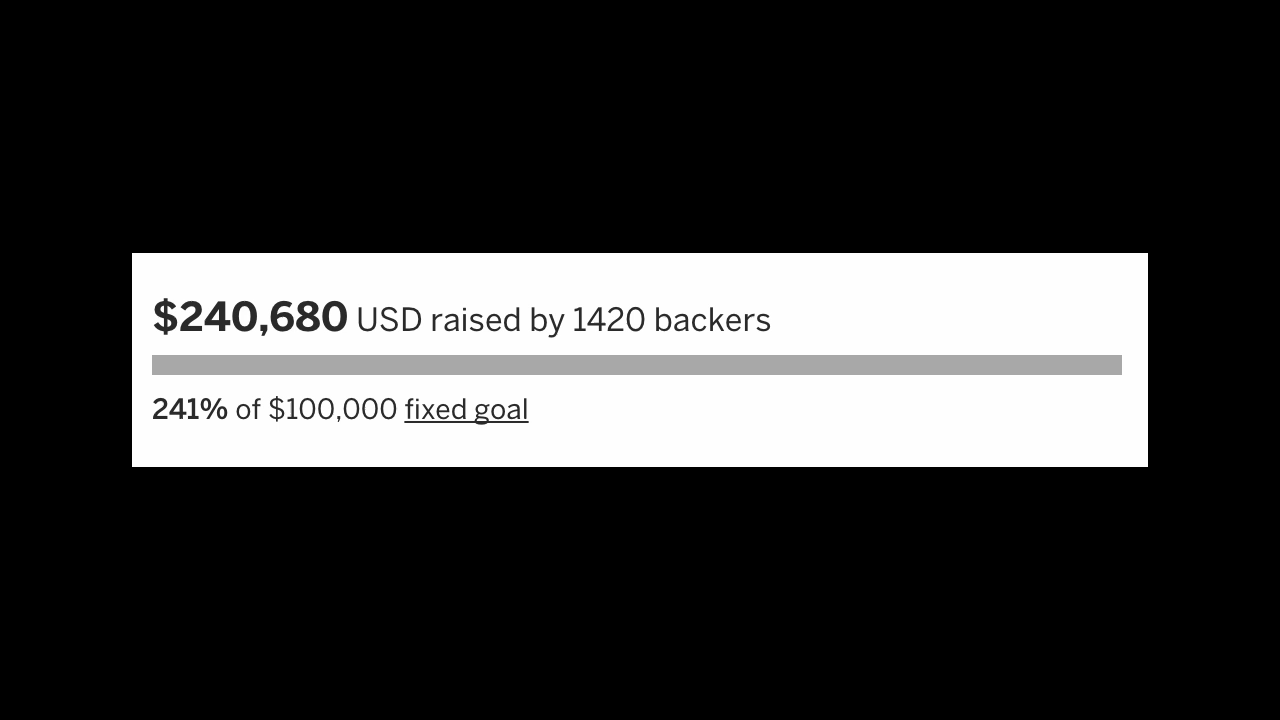 $240,680 USD raised by 1420 backers
241% of $100,000 fixed goal